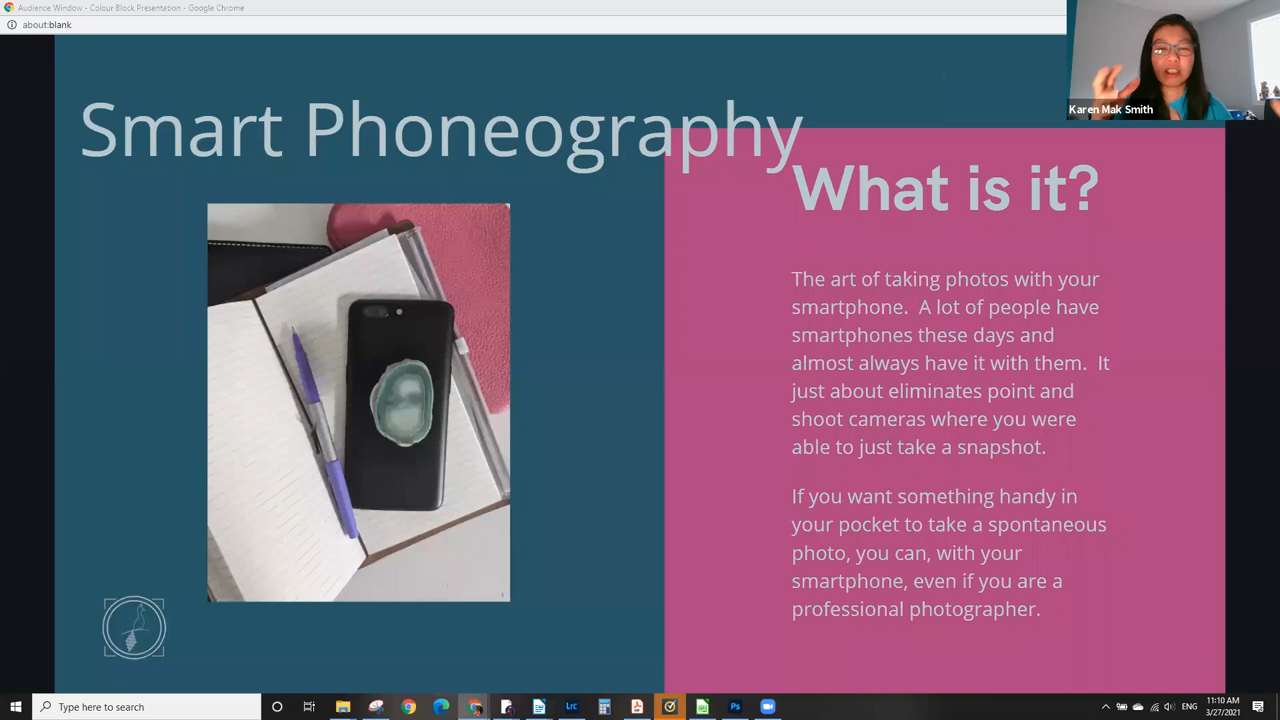 Audience Window - Colour Block Presentation - Google Chrome
about:blank
Karen Mak Smith
Smart Phoneography
What is it?
The art of taking photos with your
smartphone.  A lot of people have
smartphones these days and
almost always have it with them.  It
just about eliminates point and
shoot cameras where you were
able to just take a snapshot.
If you want something handy in
your pocket to take a spontaneous
photo, you can, with your
smartphone, even if you are a
professional photographer.
Type here to search
Lrc
Ps
ENG
11:10 AM
3/27/2021